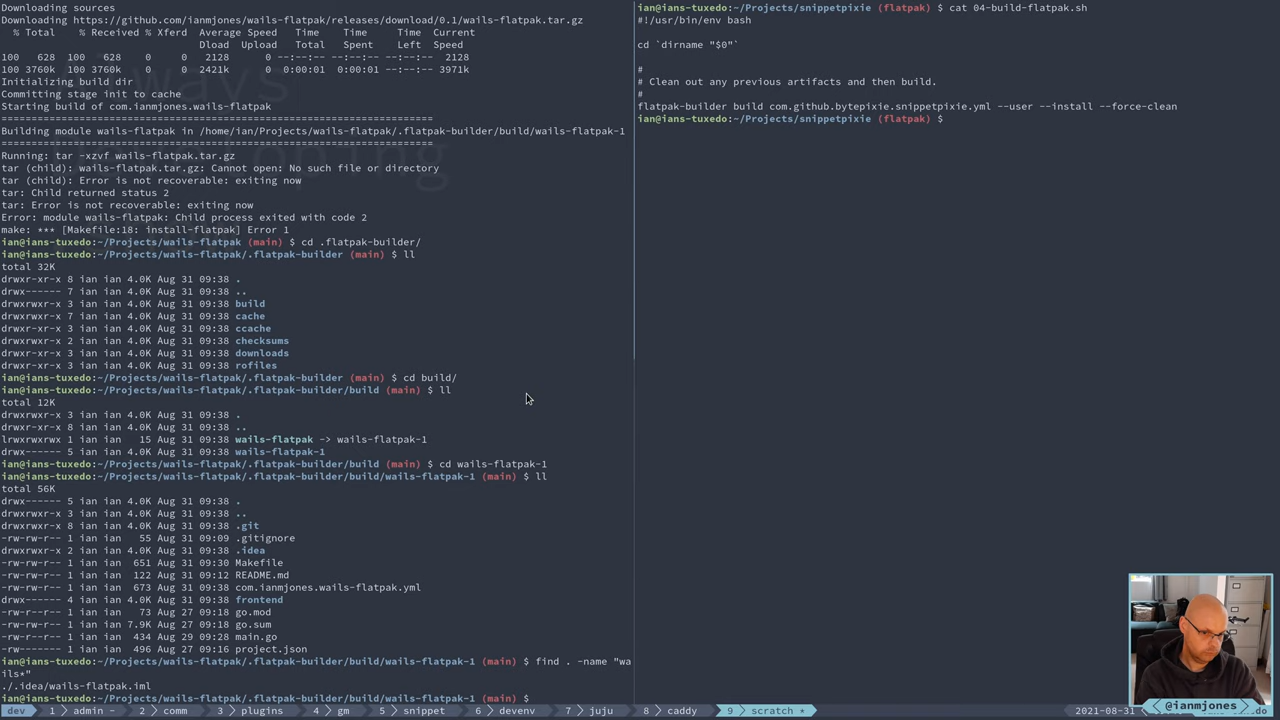 Downloading sources
Downloading https://github.com/ianmjones/wails-flatpak/releases/download/0.1/wails-flatpak.tar.gz
  % Total    % Received % Xferd  Average Speed   Time    Time     Time  Current
                                 Dload  Upload   Total   Spent    Left  Speed
100   628  100   628    0     0   2128      0 --:--:-- --:--:-- --:--:--  2128
100 3760k  100 3760k    0     0  2421k      0  0:00:01  0:00:01 --:--:-- 3971k
Initializing build dir
Committing stage init to cache
Starting build of com.ianmjones.wails-flatpak
========================================================================
Building module wails-flatpak in /home/ian/Projects/wails-flatpak/.flatpak-builder/build/wails-flatpak-1
========================================================================
Running: tar -xzvf wails-flatpak.tar.gz
tar (child): wails-flatpak.tar.gz: Cannot open: No such file or directory
tar (child): Error is not recoverable: exiting now
tar: Child returned status 2
tar: Error is not recoverable: exiting now
Error: module wails-flatpak: Child process exited with code 2
make: *** [Makefile:18: install-flatpak] Error 1
ian@ians-tuxedo:~/Projects/wails-flatpak (main) $ cd .flatpak-builder/
ian@ians-tuxedo:~/Projects/wails-flatpak/.flatpak-builder (main) $ ll
total 32K
drwxr-xr-x 8 ian ian 4.0K Aug 31 09:38 .
drwx------ 7 ian ian 4.0K Aug 31 09:38 ..
drwxrwxr-x 3 ian ian 4.0K Aug 31 09:38 build
drwxrwxr-x 7 ian ian 4.0K Aug 31 09:38 cache
drwxrwxr-x 3 ian ian 4.0K Aug 31 09:38 ccache
drwxrwxr-x 2 ian ian 4.0K Aug 31 09:38 checksums
drwxrwxr-x 3 ian ian 4.0K Aug 31 09:38 downloads
drwxr-xr-x 3 ian ian 4.0K Aug 31 09:38 rofiles
ian@ians-tuxedo:~/Projects/wails-flatpak/.flatpak-builder (main) $ cd build/
ian@ians-tuxedo:~/Projects/wails-flatpak/.flatpak-builder/build (main) $ ll
total 12K
drwxrwxr-x 3 ian ian 4.0K Aug 31 09:38 .
drwxr-xr-x 8 ian ian 4.0K Aug 31 09:38 ..
lrwxrwxrwx 1 ian ian   15 Aug 31 09:38 wails-flatpak -> wails-flatpak-1
drwx------ 5 ian ian 4.0K Aug 31 09:38 wails-flatpak-1
ian@ians-tuxedo:~/Projects/wails-flatpak/.flatpak-builder/build (main) $ cd wails-flatpak-1
ian@ians-tuxedo:~/Projects/wails-flatpak/.flatpak-builder/build/wails-flatpak-1 (main) $ ll
total 56K
drwx------ 5 ian ian 4.0K Aug 31 09:38 .
drwxrwxr-x 3 ian ian 4.0K Aug 31 09:38 ..
drwxrwxr-x 8 ian ian 4.0K Aug 31 09:38 .git
-rw-rw-r-- 1 ian ian   55 Aug 31 09:09 .gitignore
drwxrwxr-x 2 ian ian 4.0K Aug 31 09:38 .idea
-rw-rw-r-- 1 ian ian  651 Aug 31 09:30 Makefile
-rw-rw-r-- 1 ian ian  122 Aug 31 09:12 README.md
-rw-rw-r-- 1 ian ian  673 Aug 31 09:38 com.ianmjones.wails-flatpak.yml
drwx------ 4 ian ian 4.0K Aug 31 09:38 frontend
-rw-rw-r-- 1 ian ian   73 Aug 27 09:18 go.mod
-rw-rw-r-- 1 ian ian 7.9K Aug 27 09:18 go.sum
-rw-rw-r-- 1 ian ian  434 Aug 29 09:28 main.go
-rw-rw-r-- 1 ian ian  496 Aug 27 09:16 project.json
ian@ians-tuxedo:~/Projects/wails-flatpak/.flatpak-builder/build/wails-flatpak-1 (main) $ find . -name "wa
ils*"
./.idea/wails-flatpak.iml
ian@ians-tuxedo:~/Projects/wails-flatpak/.flatpak-builder/build/wails-flatpak-1 (main) $
ian@ians-tuxedo:~/Projects/snippetpixie (flatpak) $ cat 04-build-flatpak.sh
#!/usr/bin/env bash
cd `dirname "$0"`
#
# Clean out any previous artifacts and then build.
#
flatpak-builder build com.github.bytepixie.snippetpixie.yml --user --install --force-clean
ian@ians-tuxedo:~/Projects/snippetpixie (flatpak) $
dev 1 admin - 2 comm 3 plugins 4 gm 5 snippet 6 devenv 7 juju 8 caddy 9 scratch * 2021-08-31
@ianmjones